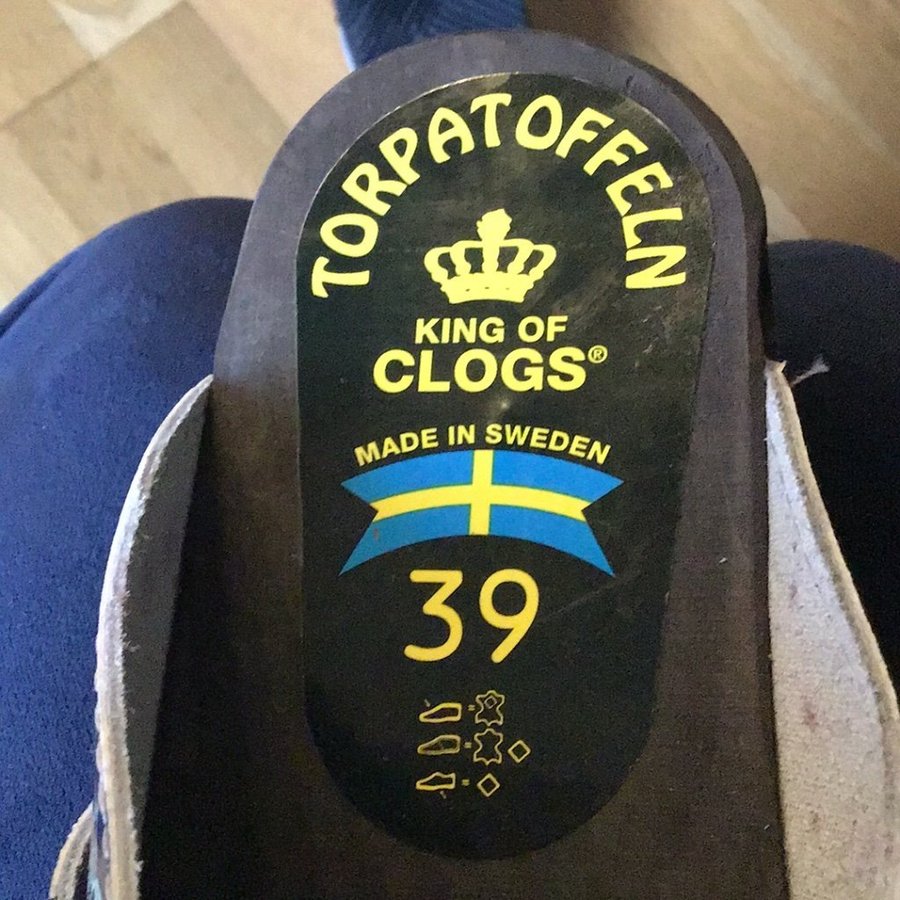 TORPATOFFELN
KING OF
CLOGS®
MADE IN SWEDEN
39